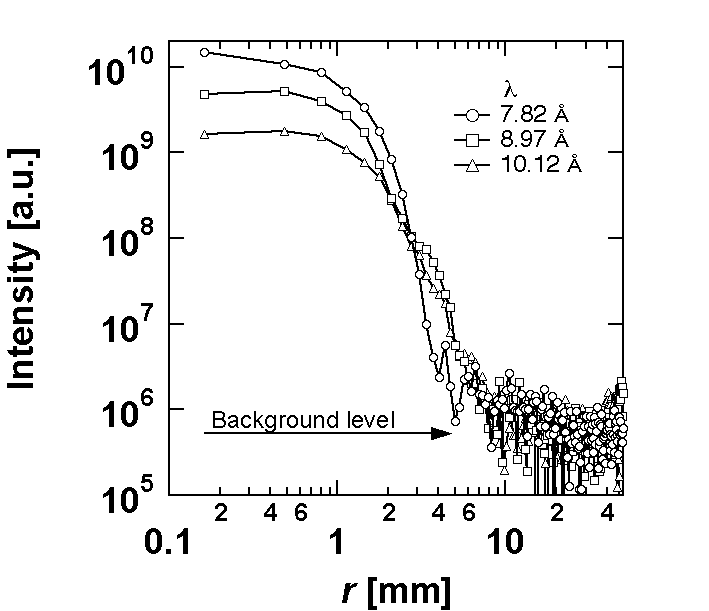 Intensity [a.u.]
10^10
10^9
10^8
10^7
10^6
10^5
λ
7.82 Å
8.97 Å
10.12 Å
Background level
2 4 6 2 4 6 2 4
0.1 1 10
r [mm]